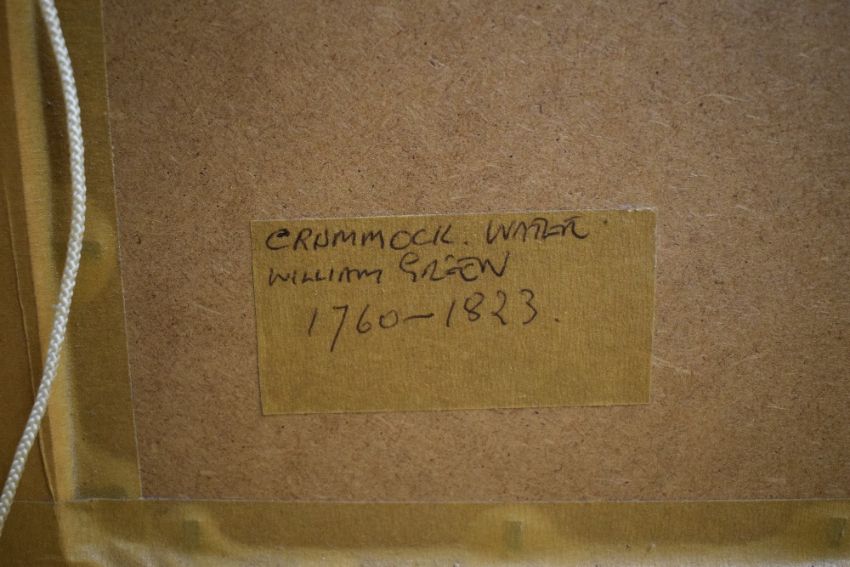 CRUMMOCK. WATER.
WILLIAM GREEN
1760-1823.